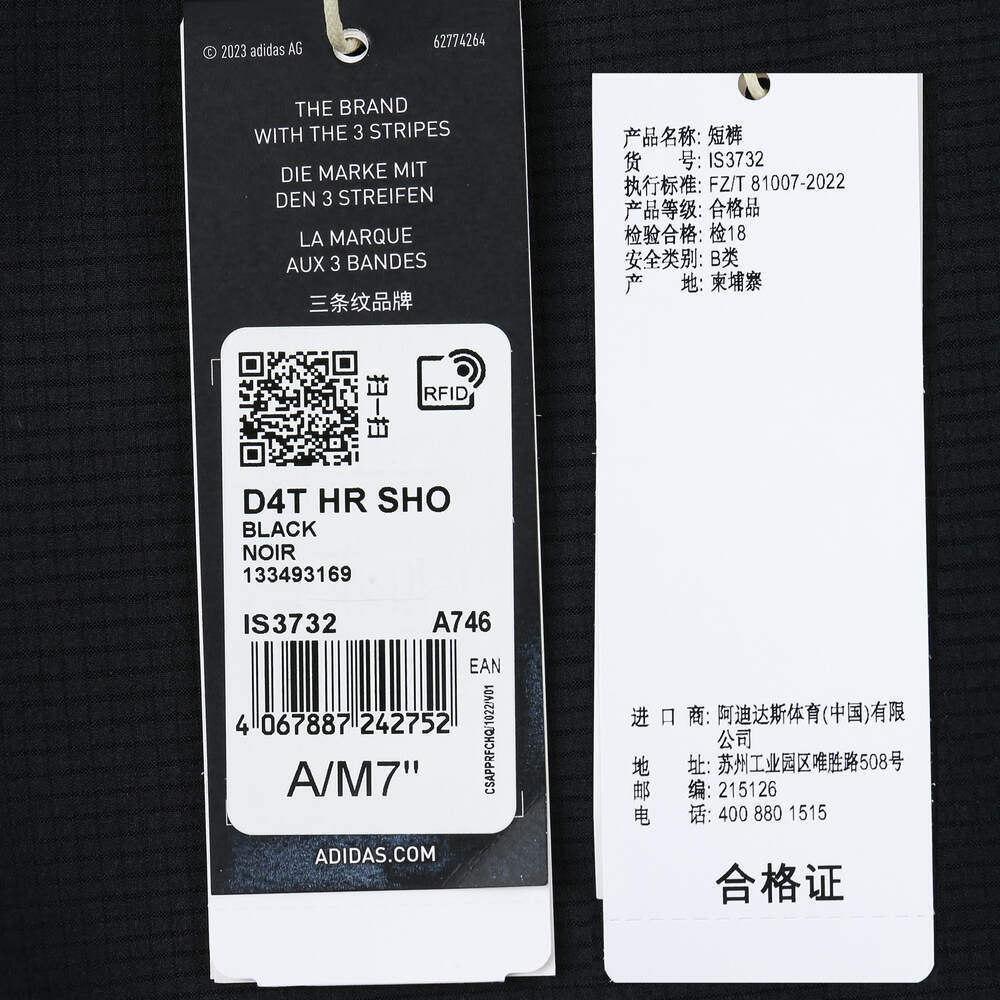 © 2023 adidas AG
62774264
THE BRAND
WITH THE 3 STRIPES
DIE MARKE MIT
DEN 3 STREIFEN
LA MARQUE
AUX 3 BANDES
三条纹品牌
扫一扫
RFID
D4T HR SHO
BLACK
NOIR
133493169
IS3732 A746
EAN
4 067887 242752
CSAPPRFCHQ/1022/V01
A/M7"
ADIDAS.COM
产品名称: 短裤
货 号: IS3732
执行标准: FZ/T 81007-2022
产品等级: 合格品
检验合格: 检18
安全类别: B类
产 地: 柬埔寨
进 口 商: 阿迪达斯体育(中国)有限
公司
地 址: 苏州工业园区唯胜路508号
邮 编: 215126
电 话: 400 880 1515
合格证